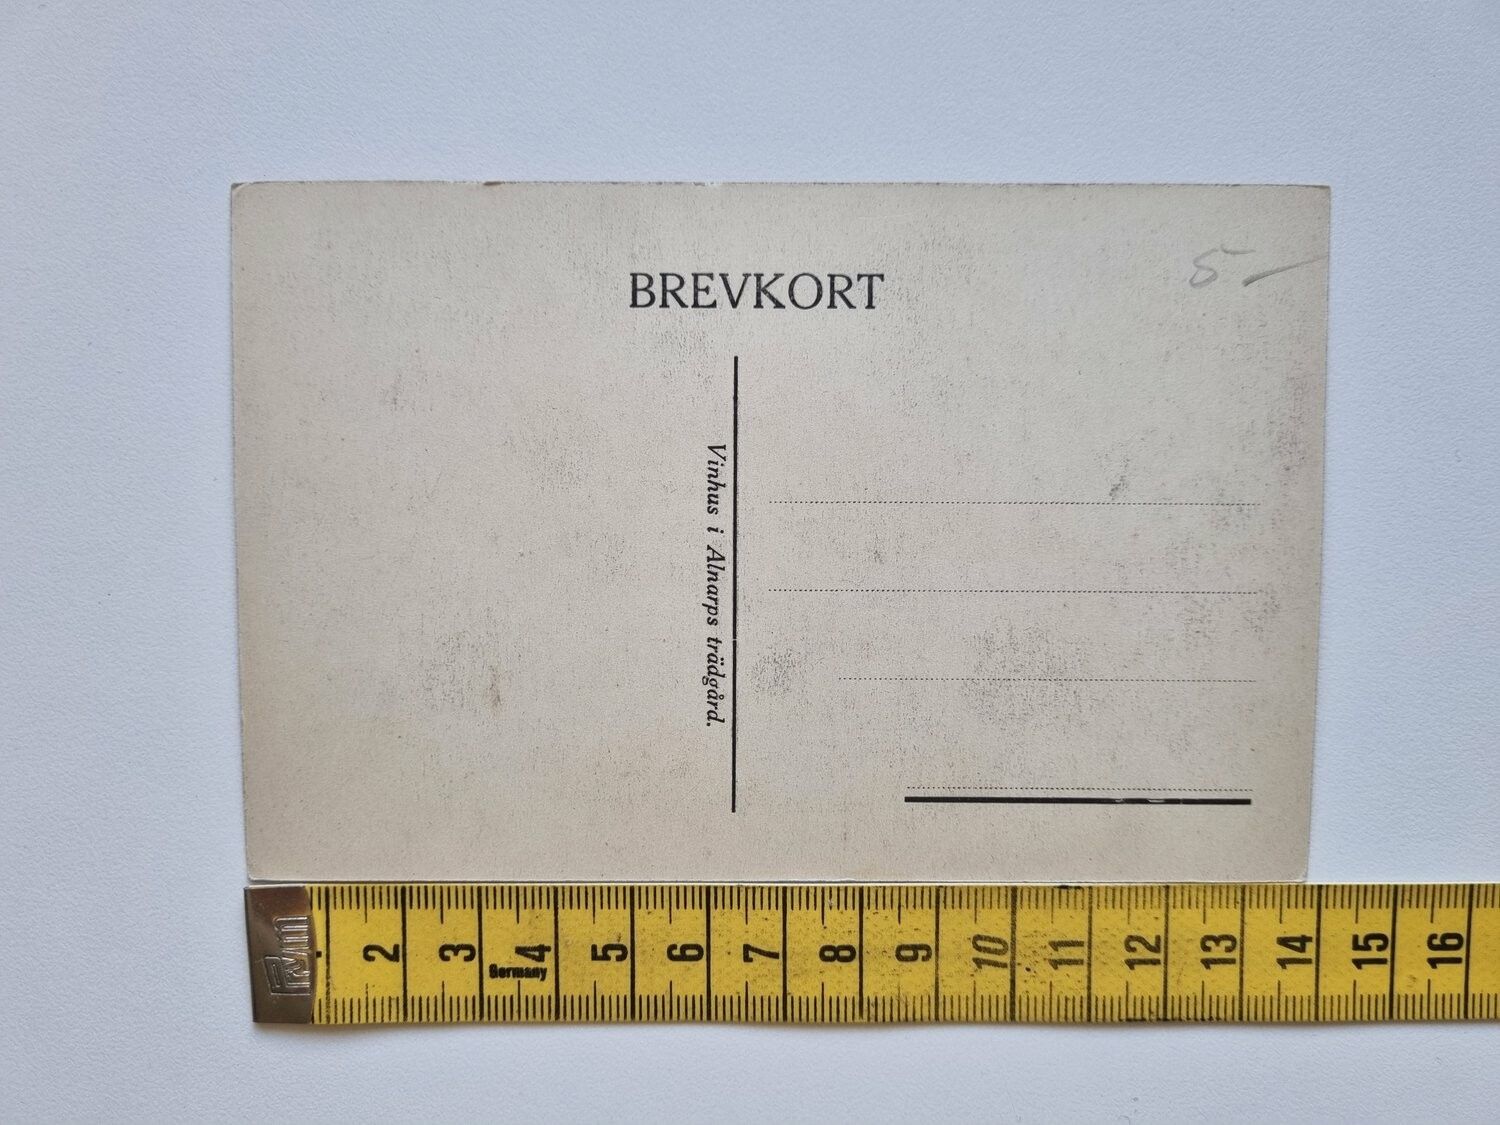 BREVKORT
5-
Vinhus i Alnarps trädgård.
Prym
2 3 4 5 6 7 8 9 10 11 12 13 14 15 16
Germany